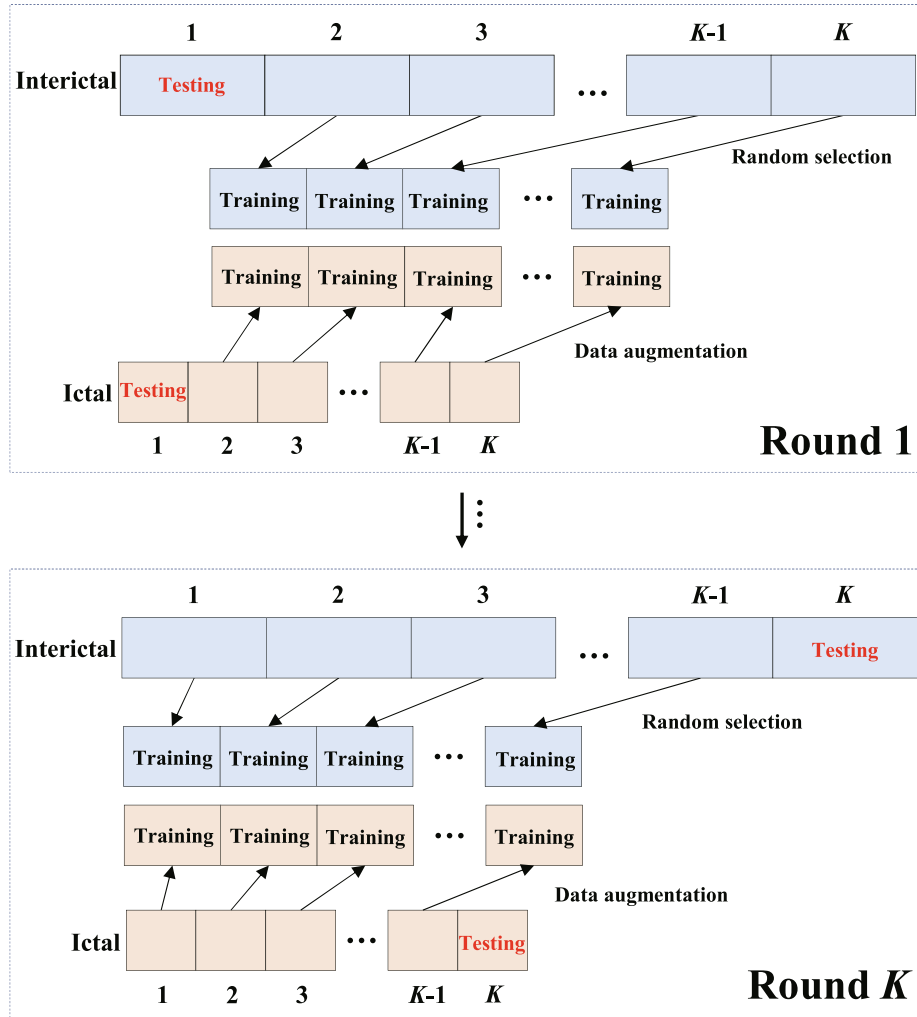 1 2 3 K-1 K
Interictal Testing ...
Random selection
Training Training Training ... Training
Training Training Training ... Training
Data augmentation
Ictal Testing ...
1 2 3 K-1 K
Round 1
...
1 2 3 K-1 K
Interictal ... Testing
Random selection
Training Training Training ... Training
Training Training Training ... Training
Data augmentation
Ictal ... Testing
1 2 3 K-1 K
Round K